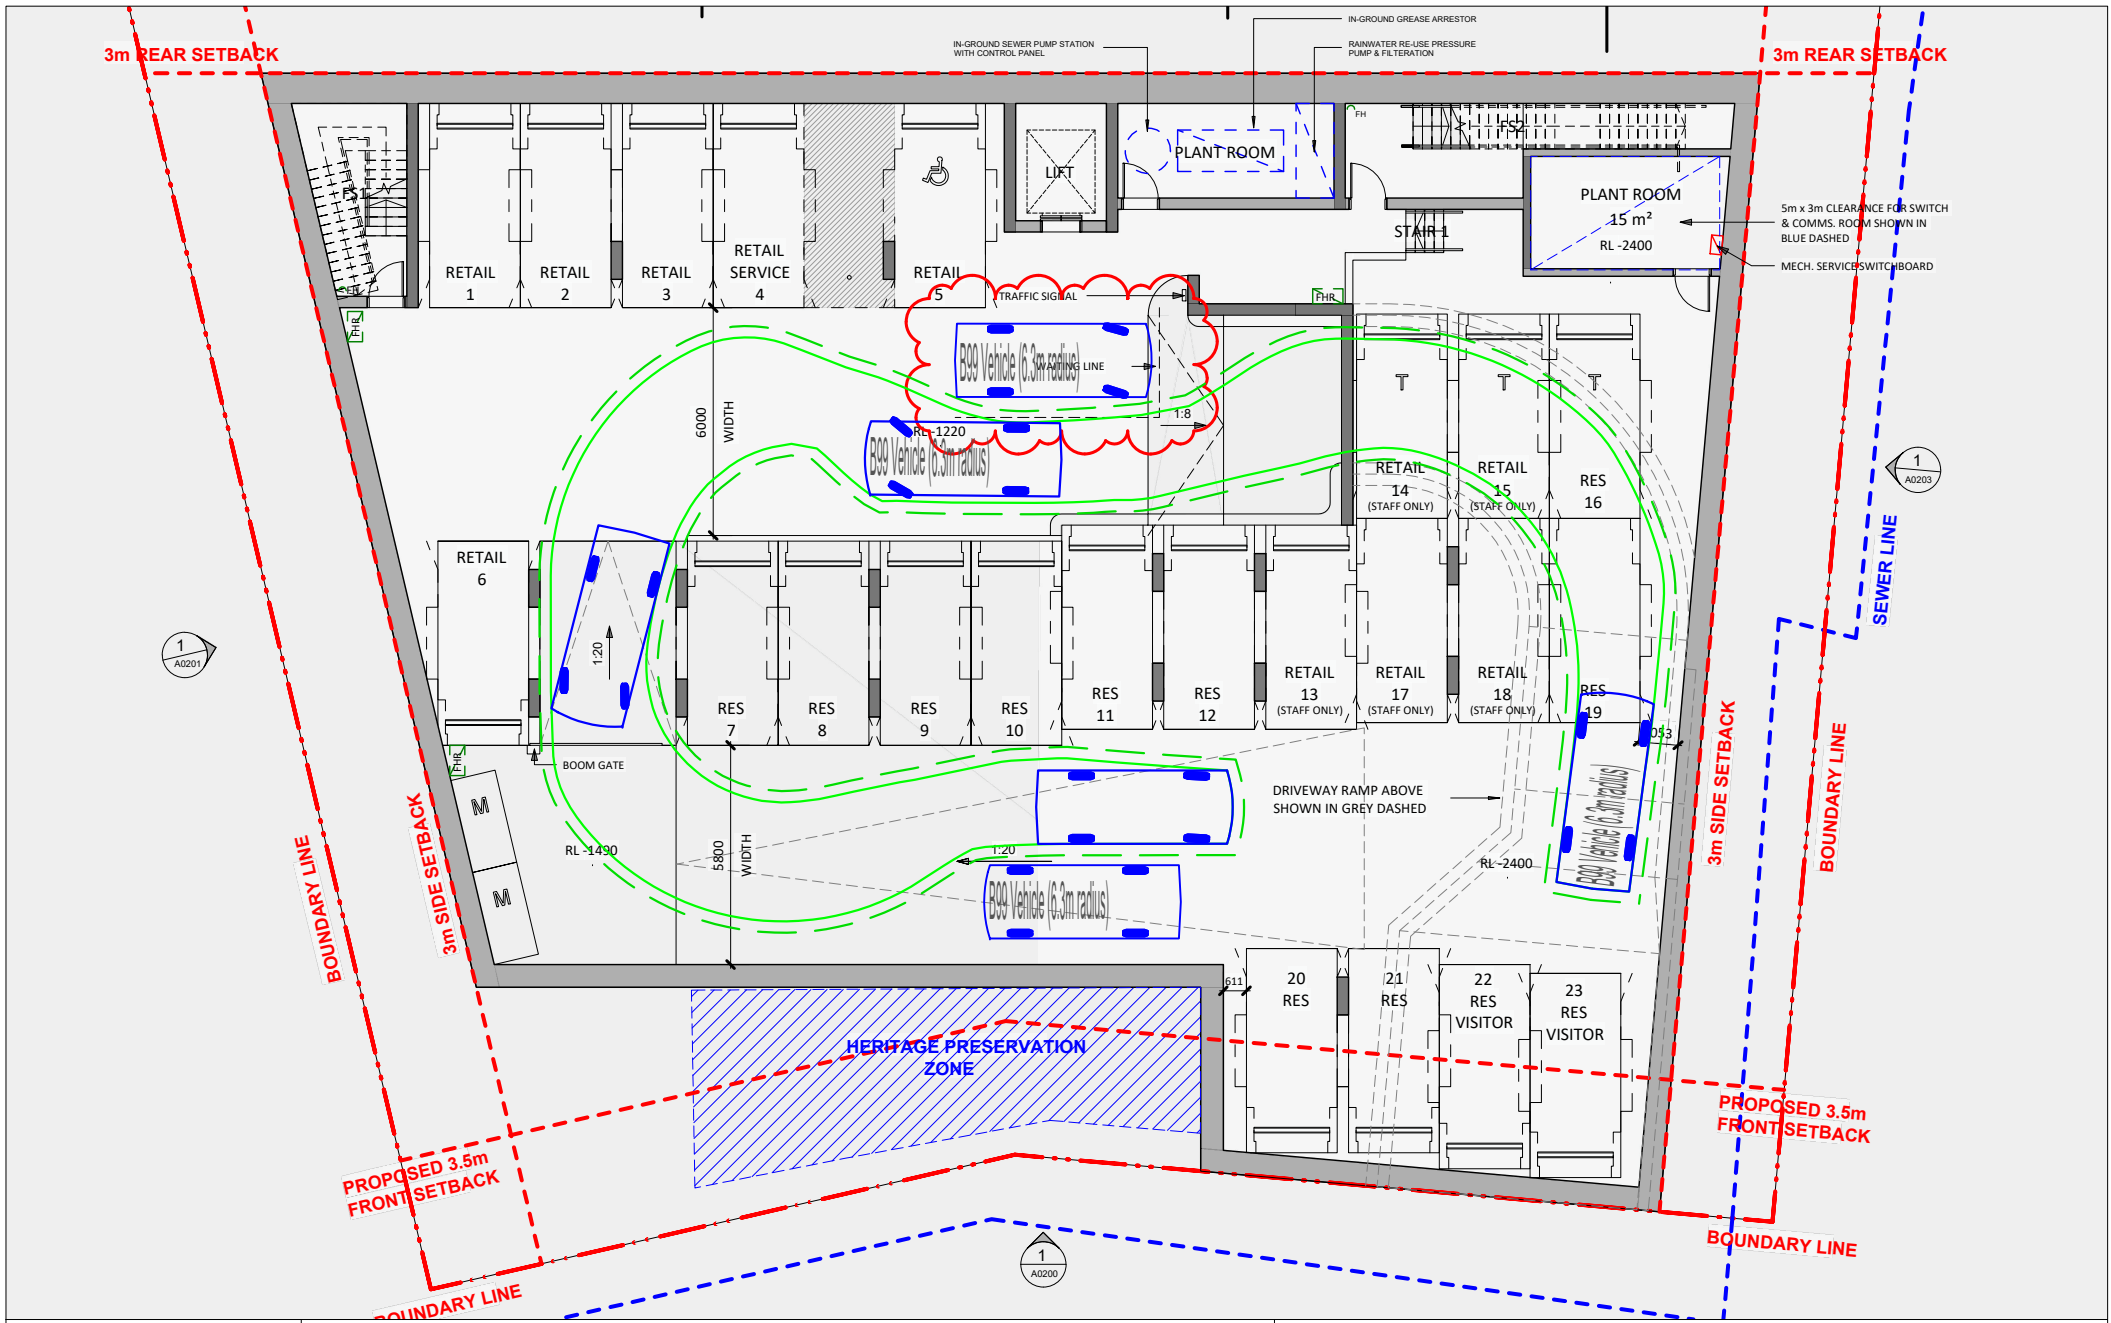 3m REAR SETBACK
3m REAR SETBACK
IN-GROUND SEWER PUMP STATION
WITH CONTROL PANEL
IN-GROUND GREASE ARRESTOR
RAINWATER RE-USE PRESSURE
PUMP & FILTERATION
FS1
FH
RETAIL
1
RETAIL
2
RETAIL
3
RETAIL
SERVICE
4
RETAIL
5
LIFT
PLANT ROOM
FH
FS2
PLANT ROOM
15 m²
RL -2400
STAIR 1
5m x 3m CLEARANCE FOR SWITCH
& COMMS. ROOM SHOWN IN
BLUE DASHED
MECH. SERVICE SWITCHBOARD
FHR
FHR
TRAFFIC SIGNAL
B99 Vehicle (6.3m radius)
WAITING LINE
1:8
RL -1220
B99 Vehicle (6.3m radius)
6000
WIDTH
T
T
T
RETAIL
14
(STAFF ONLY)
RETAIL
15
(STAFF ONLY)
RES
16
1
A0203
SEWER LINE
1
A0201
RETAIL
6
1:20
RES
7
RES
8
RES
9
RES
10
RES
11
RES
12
RETAIL
13
(STAFF ONLY)
RETAIL
17
(STAFF ONLY)
RETAIL
18
(STAFF ONLY)
RES
19
FHR
BOOM GATE
M
M
RL -1490
5800
WIDTH
1:20
B99 Vehicle (6.3m radius)
DRIVEWAY RAMP ABOVE
SHOWN IN GREY DASHED
B99 Vehicle (6.3m radius)
RL -2400
3m SIDE SETBACK
BOUNDARY LINE
BOUNDARY LINE
3m SIDE SETBACK
611
20
RES
21
RES
22
RES
VISITOR
23
RES
VISITOR
HERITAGE PRESERVATION
ZONE
PROPOSED 3.5m
FRONT SETBACK
PROPOSED 3.5m
FRONT SETBACK
BOUNDARY LINE
BOUNDARY LINE
1
A0200